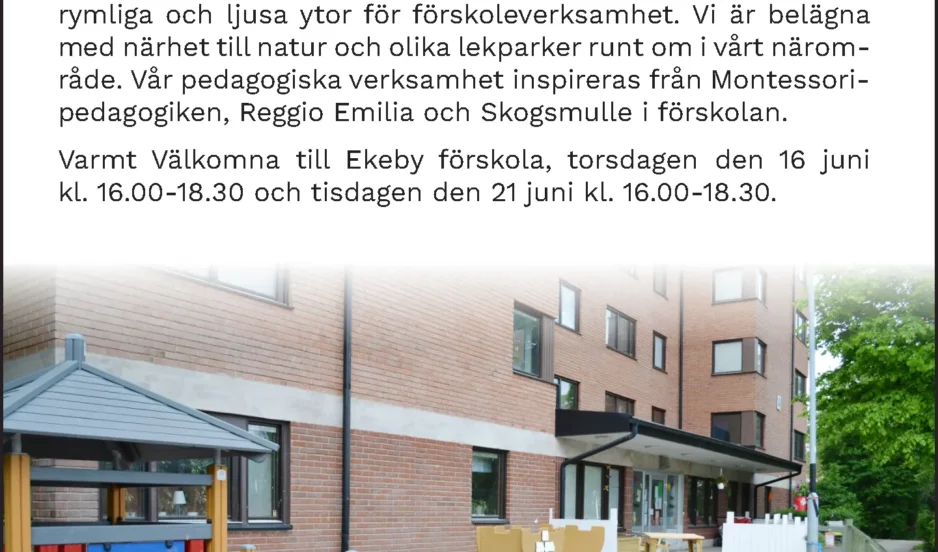 rymliga och ljusa ytor för förskoleverksamhet. Vi är belägna
med närhet till natur och olika lekparker runt om i vårt närom-
råde. Vår pedagogiska verksamhet inspireras från Montessori-
pedagogiken, Reggio Emilia och Skogsmulle i förskolan.
Varmt Välkomna till Ekeby förskola, torsdagen den 16 juni
kl. 16.00-18.30 och tisdagen den 21 juni kl. 16.00-18.30.